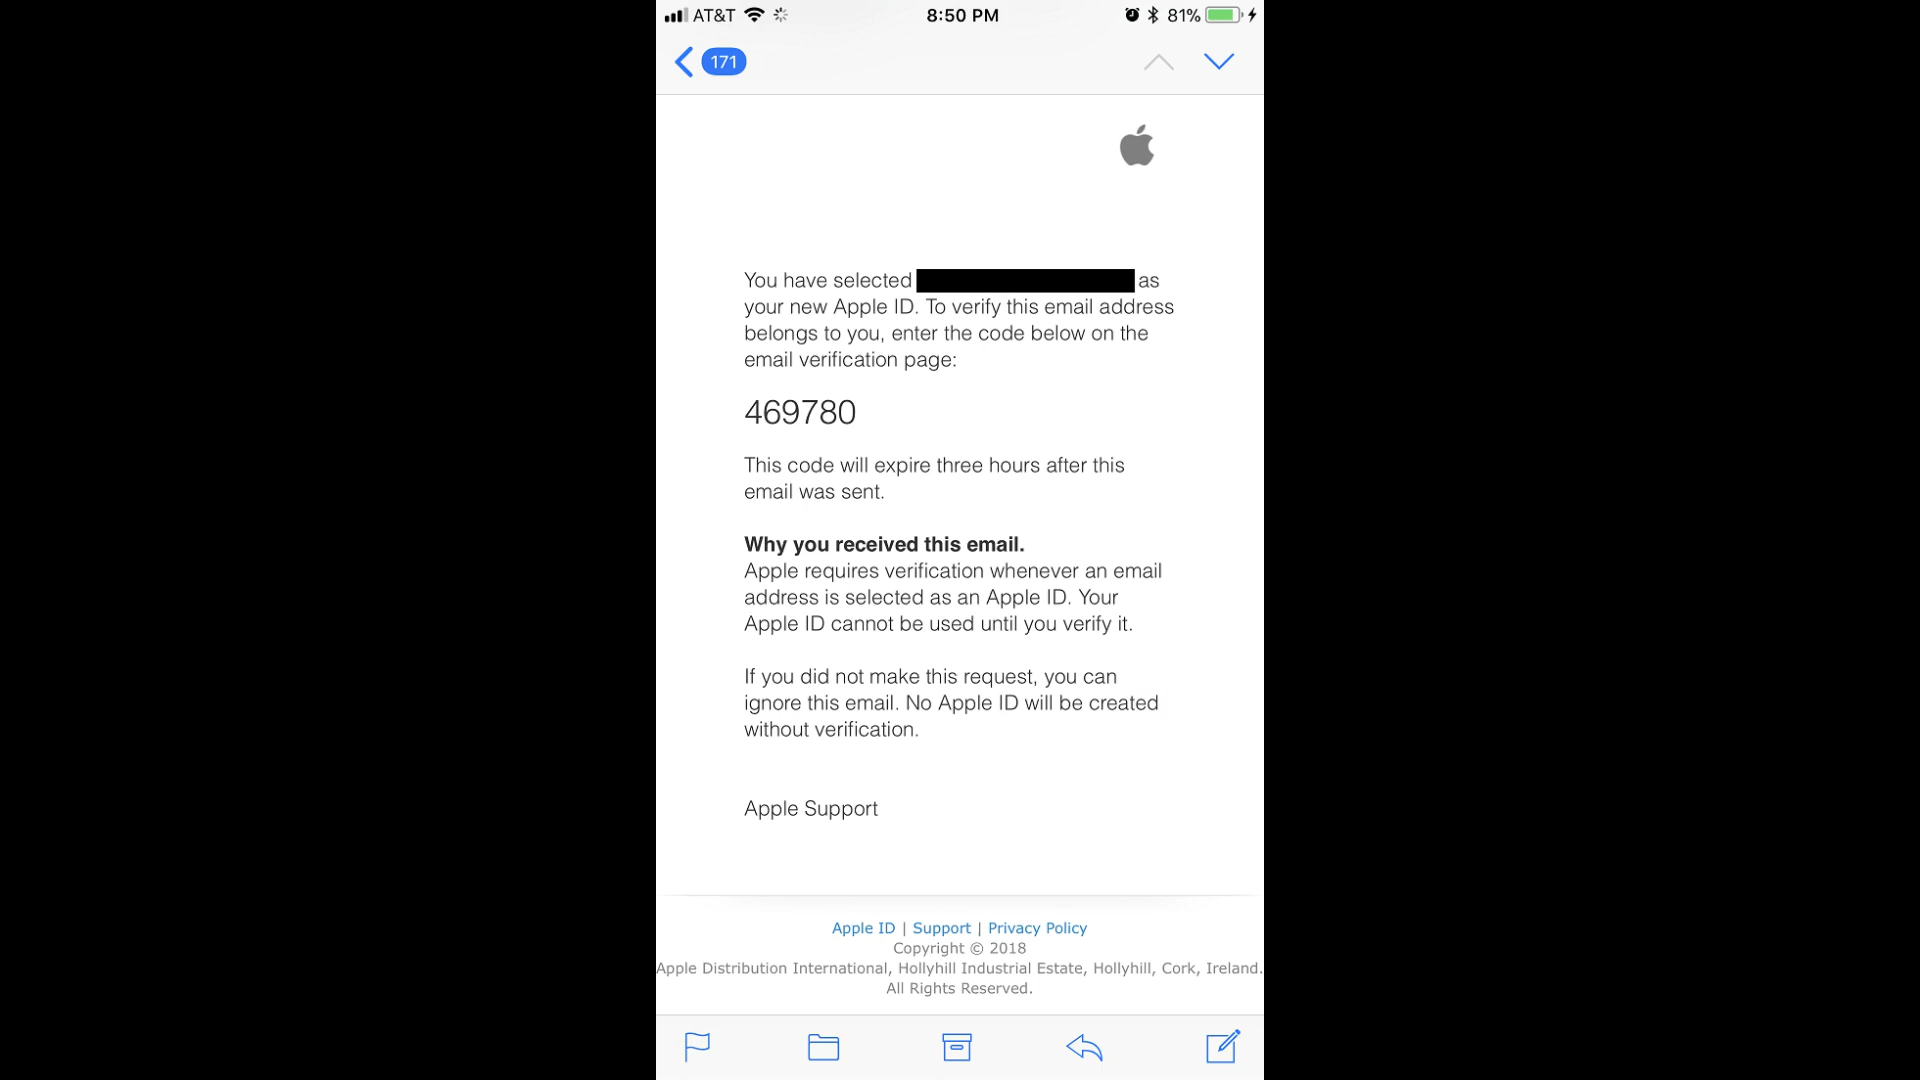 AT&T 8:50 PM 81%
171
You have selected as
your new Apple ID. To verify this email address
belongs to you, enter the code below on the
email verification page:
469780
This code will expire three hours after this
email was sent.
Why you received this email.
Apple requires verification whenever an email
address is selected as an Apple ID. Your
Apple ID cannot be used until you verify it.
If you did not make this request, you can
ignore this email. No Apple ID will be created
without verification.
Apple Support
Apple ID | Support | Privacy Policy
Copyright © 2018
Apple Distribution International, Hollyhill Industrial Estate, Hollyhill, Cork, Ireland.
All Rights Reserved.